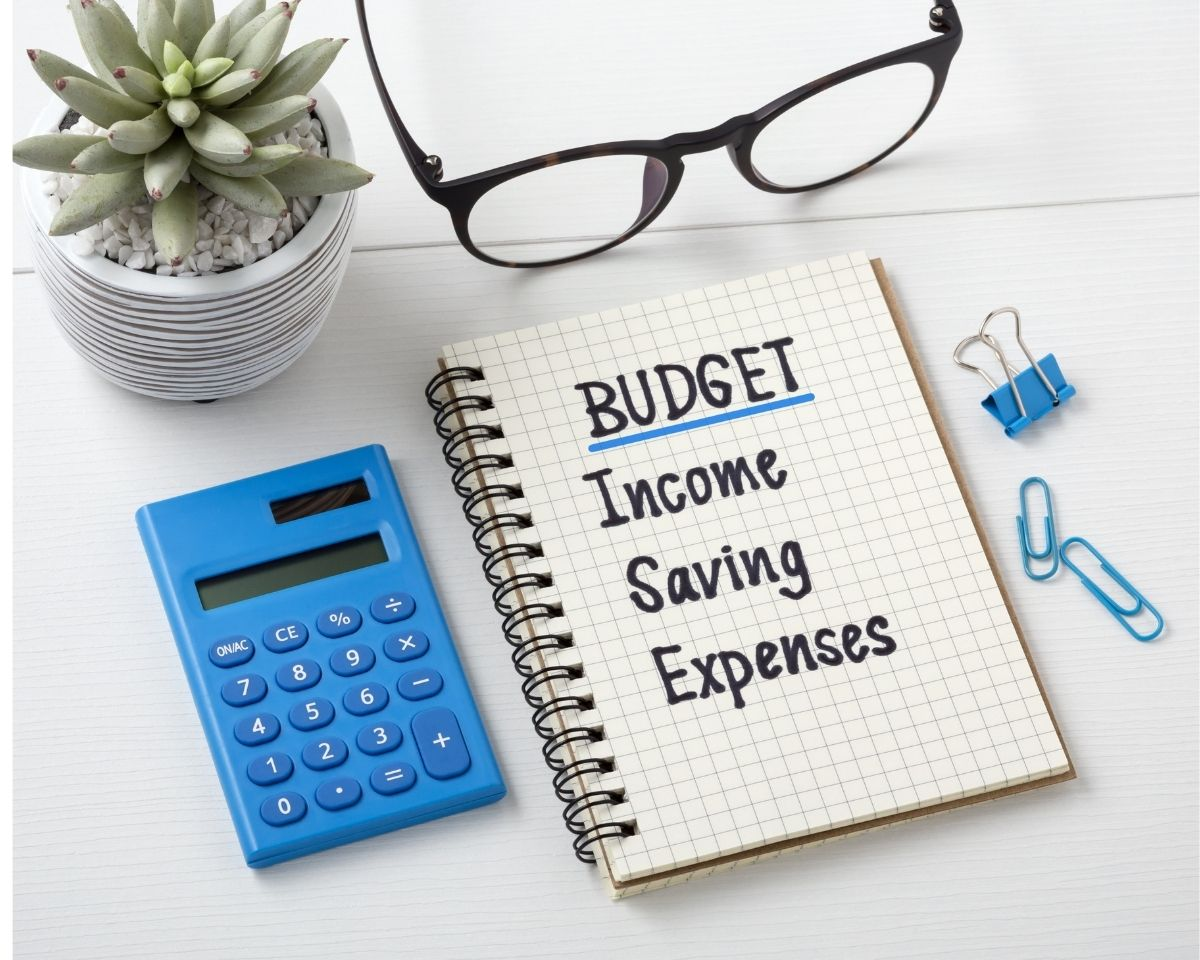 BUDGET
Income
Saving
Expenses
ON/AC CE % ÷
7 8 9 ×
4 5 6 −
1 2 3 +
0 · =